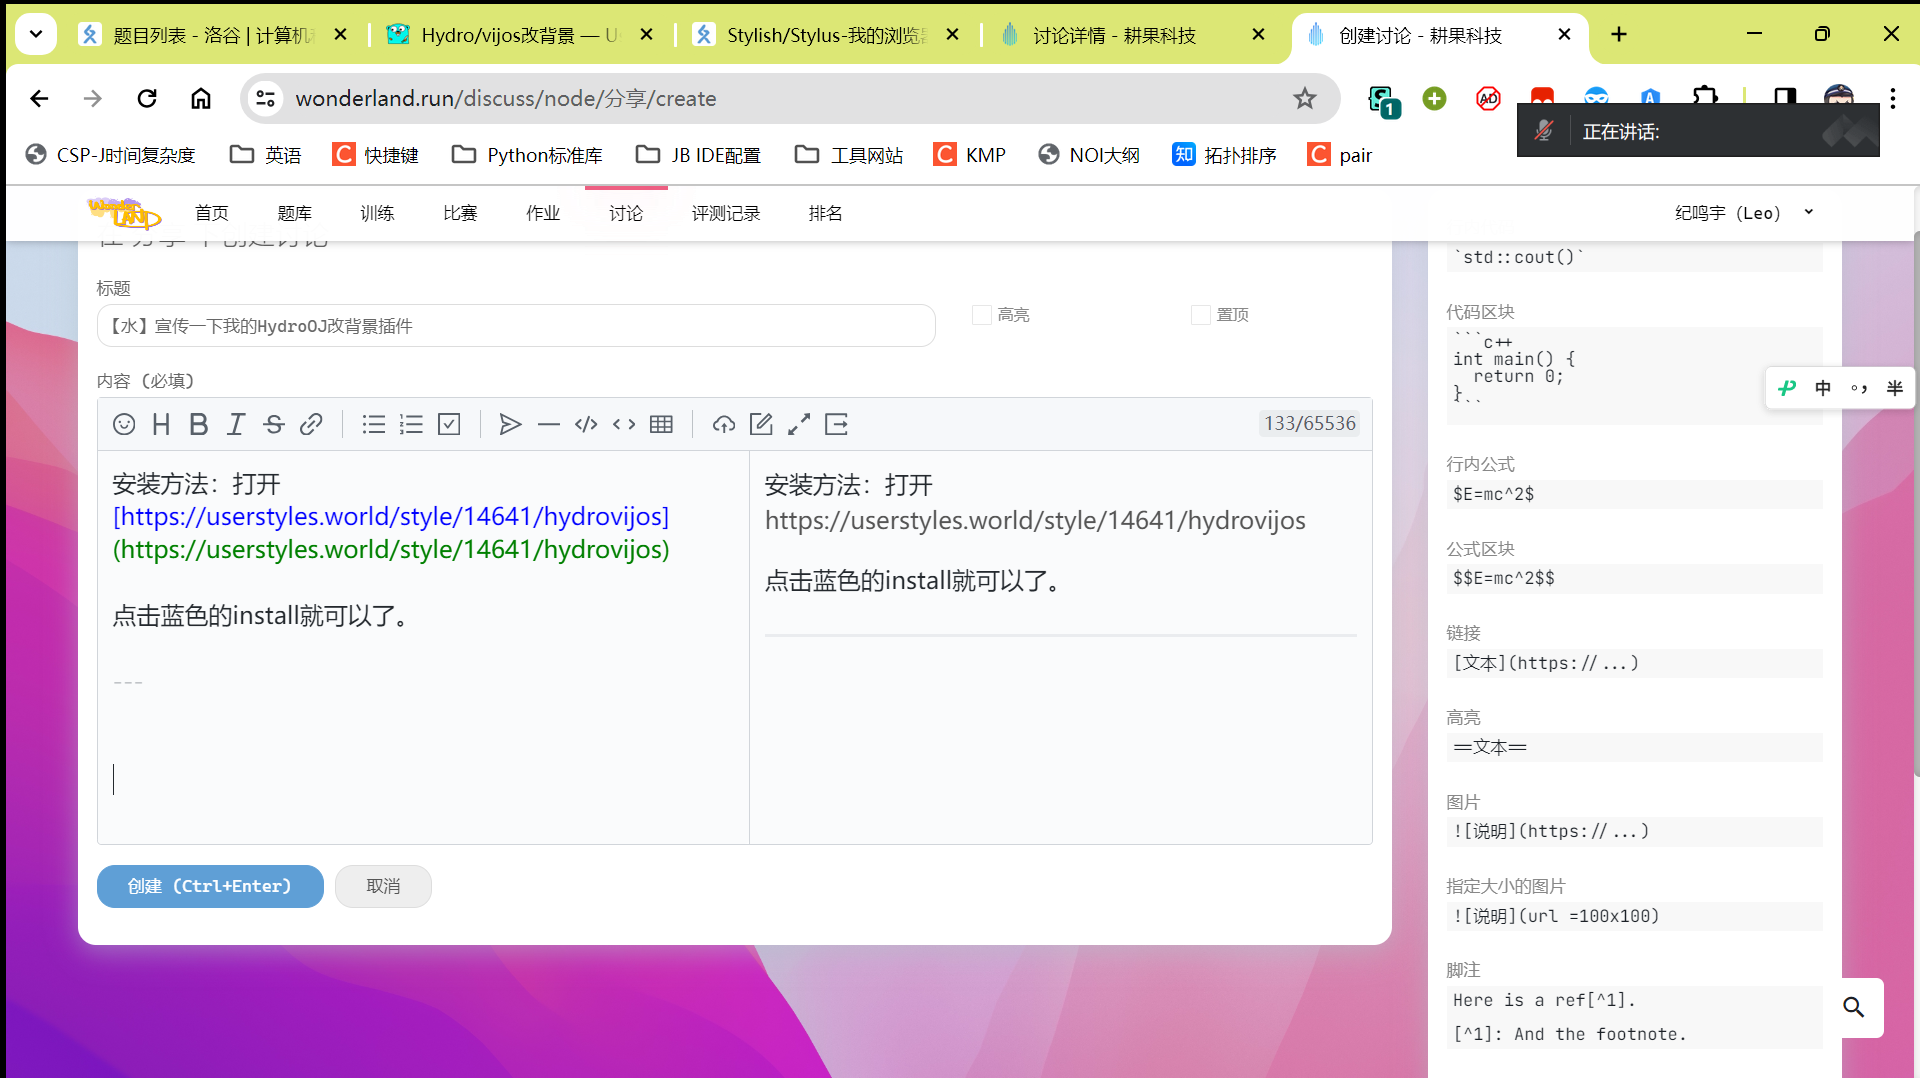 题目列表 - 洛谷 | 计算机
Hydro/vijos改背景 — U
Stylish/Stylus-我的浏览
讨论详情 - 耕果科技
创建讨论 - 耕果科技
wonderland.run/discuss/node/分享/create
1
AD
正在讲话:
CSP-J时间复杂度
英语
C 快捷键
Python标准库
JB IDE配置
工具网站
C KMP
NOI大纲
知 拓扑排序
C pair
Wonder LAND
首页
题库
训练
比赛
作业
讨论
评测记录
排名
纪鸣宇 (Leo)
在 分享 下创建讨论
标题
【水】宣传一下我的HydroOJ改背景插件
高亮
置顶
内容 (必填)
133/65536
安装方法：打开
[https://userstyles.world/style/14641/hydrovijos]
(https://userstyles.world/style/14641/hydrovijos)
点击蓝色的install就可以了。
---
安装方法：打开
https://userstyles.world/style/14641/hydrovijos
点击蓝色的install就可以了。
创建 (Ctrl+Enter)
取消
`std::cout()`
代码区块
```c++
int main() {
  return 0;
}
```
中 °, 半
行内公式
$E=mc^2$
公式区块
$$E=mc^2$$
链接
[文本](https://...)
高亮
==文本==
图片
![说明](https://...)
指定大小的图片
![说明](url =100x100)
脚注
Here is a ref[^1].
[^1]: And the footnote.